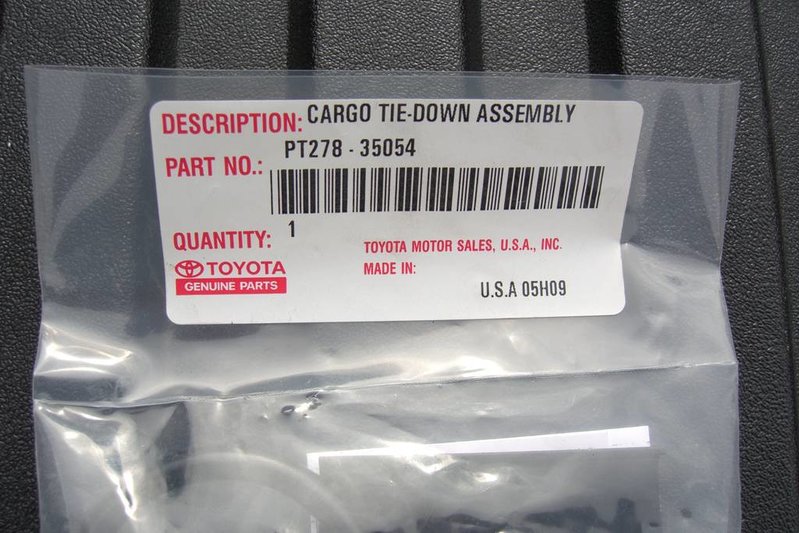 DESCRIPTION: CARGO TIE-DOWN ASSEMBLY
PART NO.: PT278 - 35054
QUANTITY: 1
TOYOTA MOTOR SALES, U.S.A., INC.
TOYOTA
GENUINE PARTS
MADE IN:
U.S.A 05H09